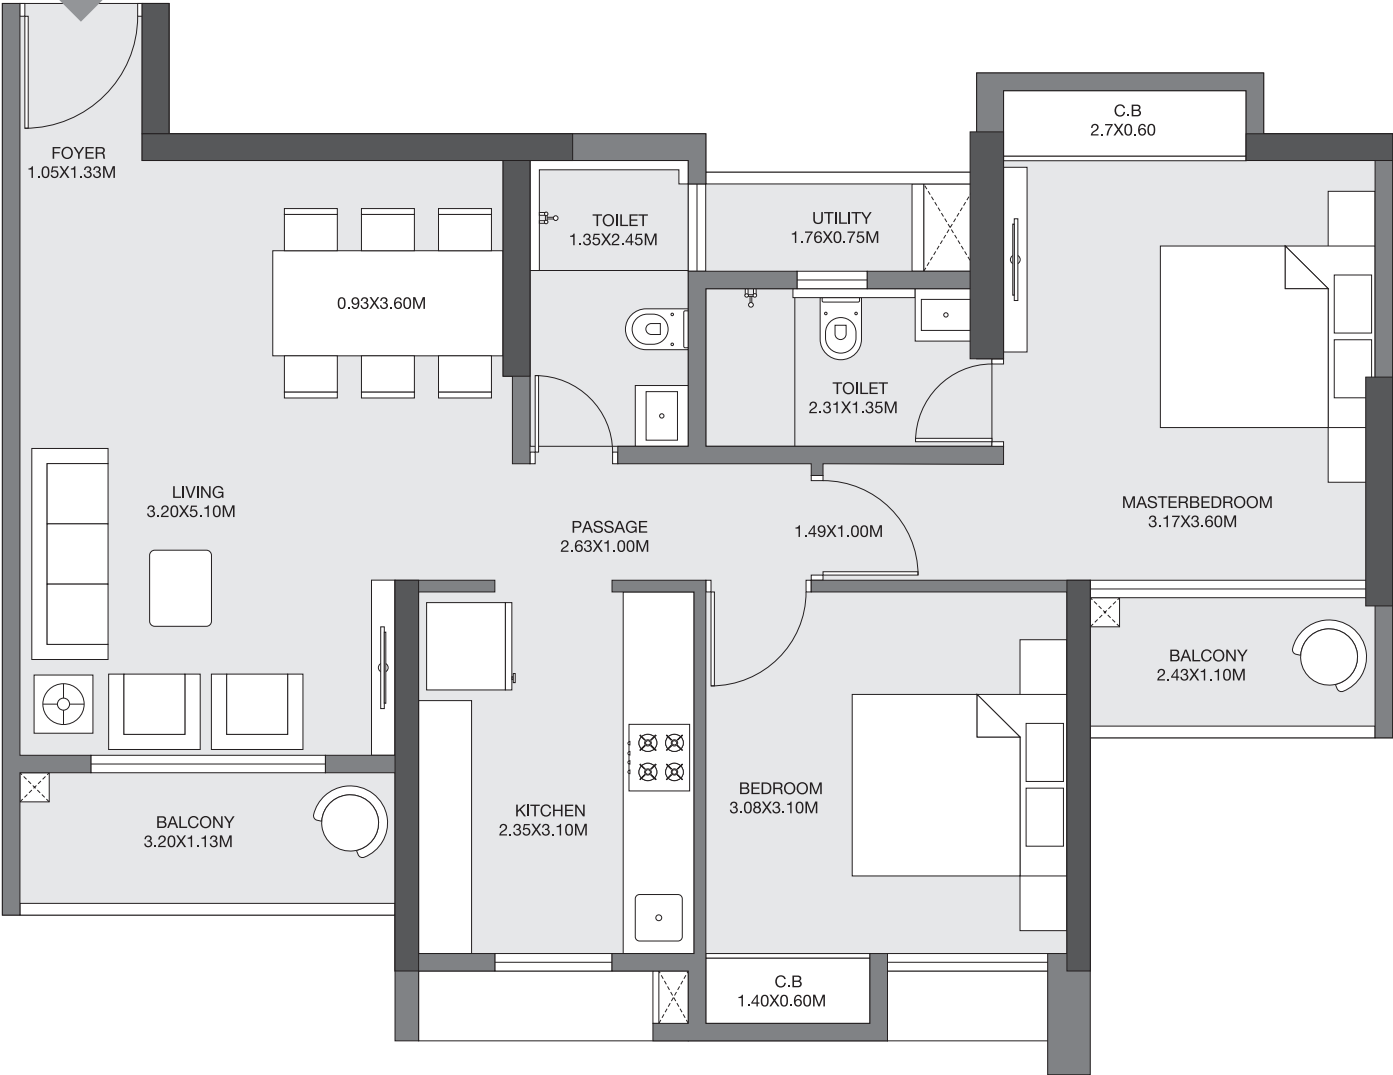 C.B
2.7X0.60
FOYER
1.05X1.33M
TOILET
1.35X2.45M
UTILITY
1.76X0.75M
0.93X3.60M
TOILET
2.31X1.35M
LIVING
3.20X5.10M
PASSAGE
2.63X1.00M
1.49X1.00M
MASTERBEDROOM
3.17X3.60M
BALCONY
2.43X1.10M
BEDROOM
3.08X3.10M
KITCHEN
2.35X3.10M
BALCONY
3.20X1.13M
C.B
1.40X0.60M